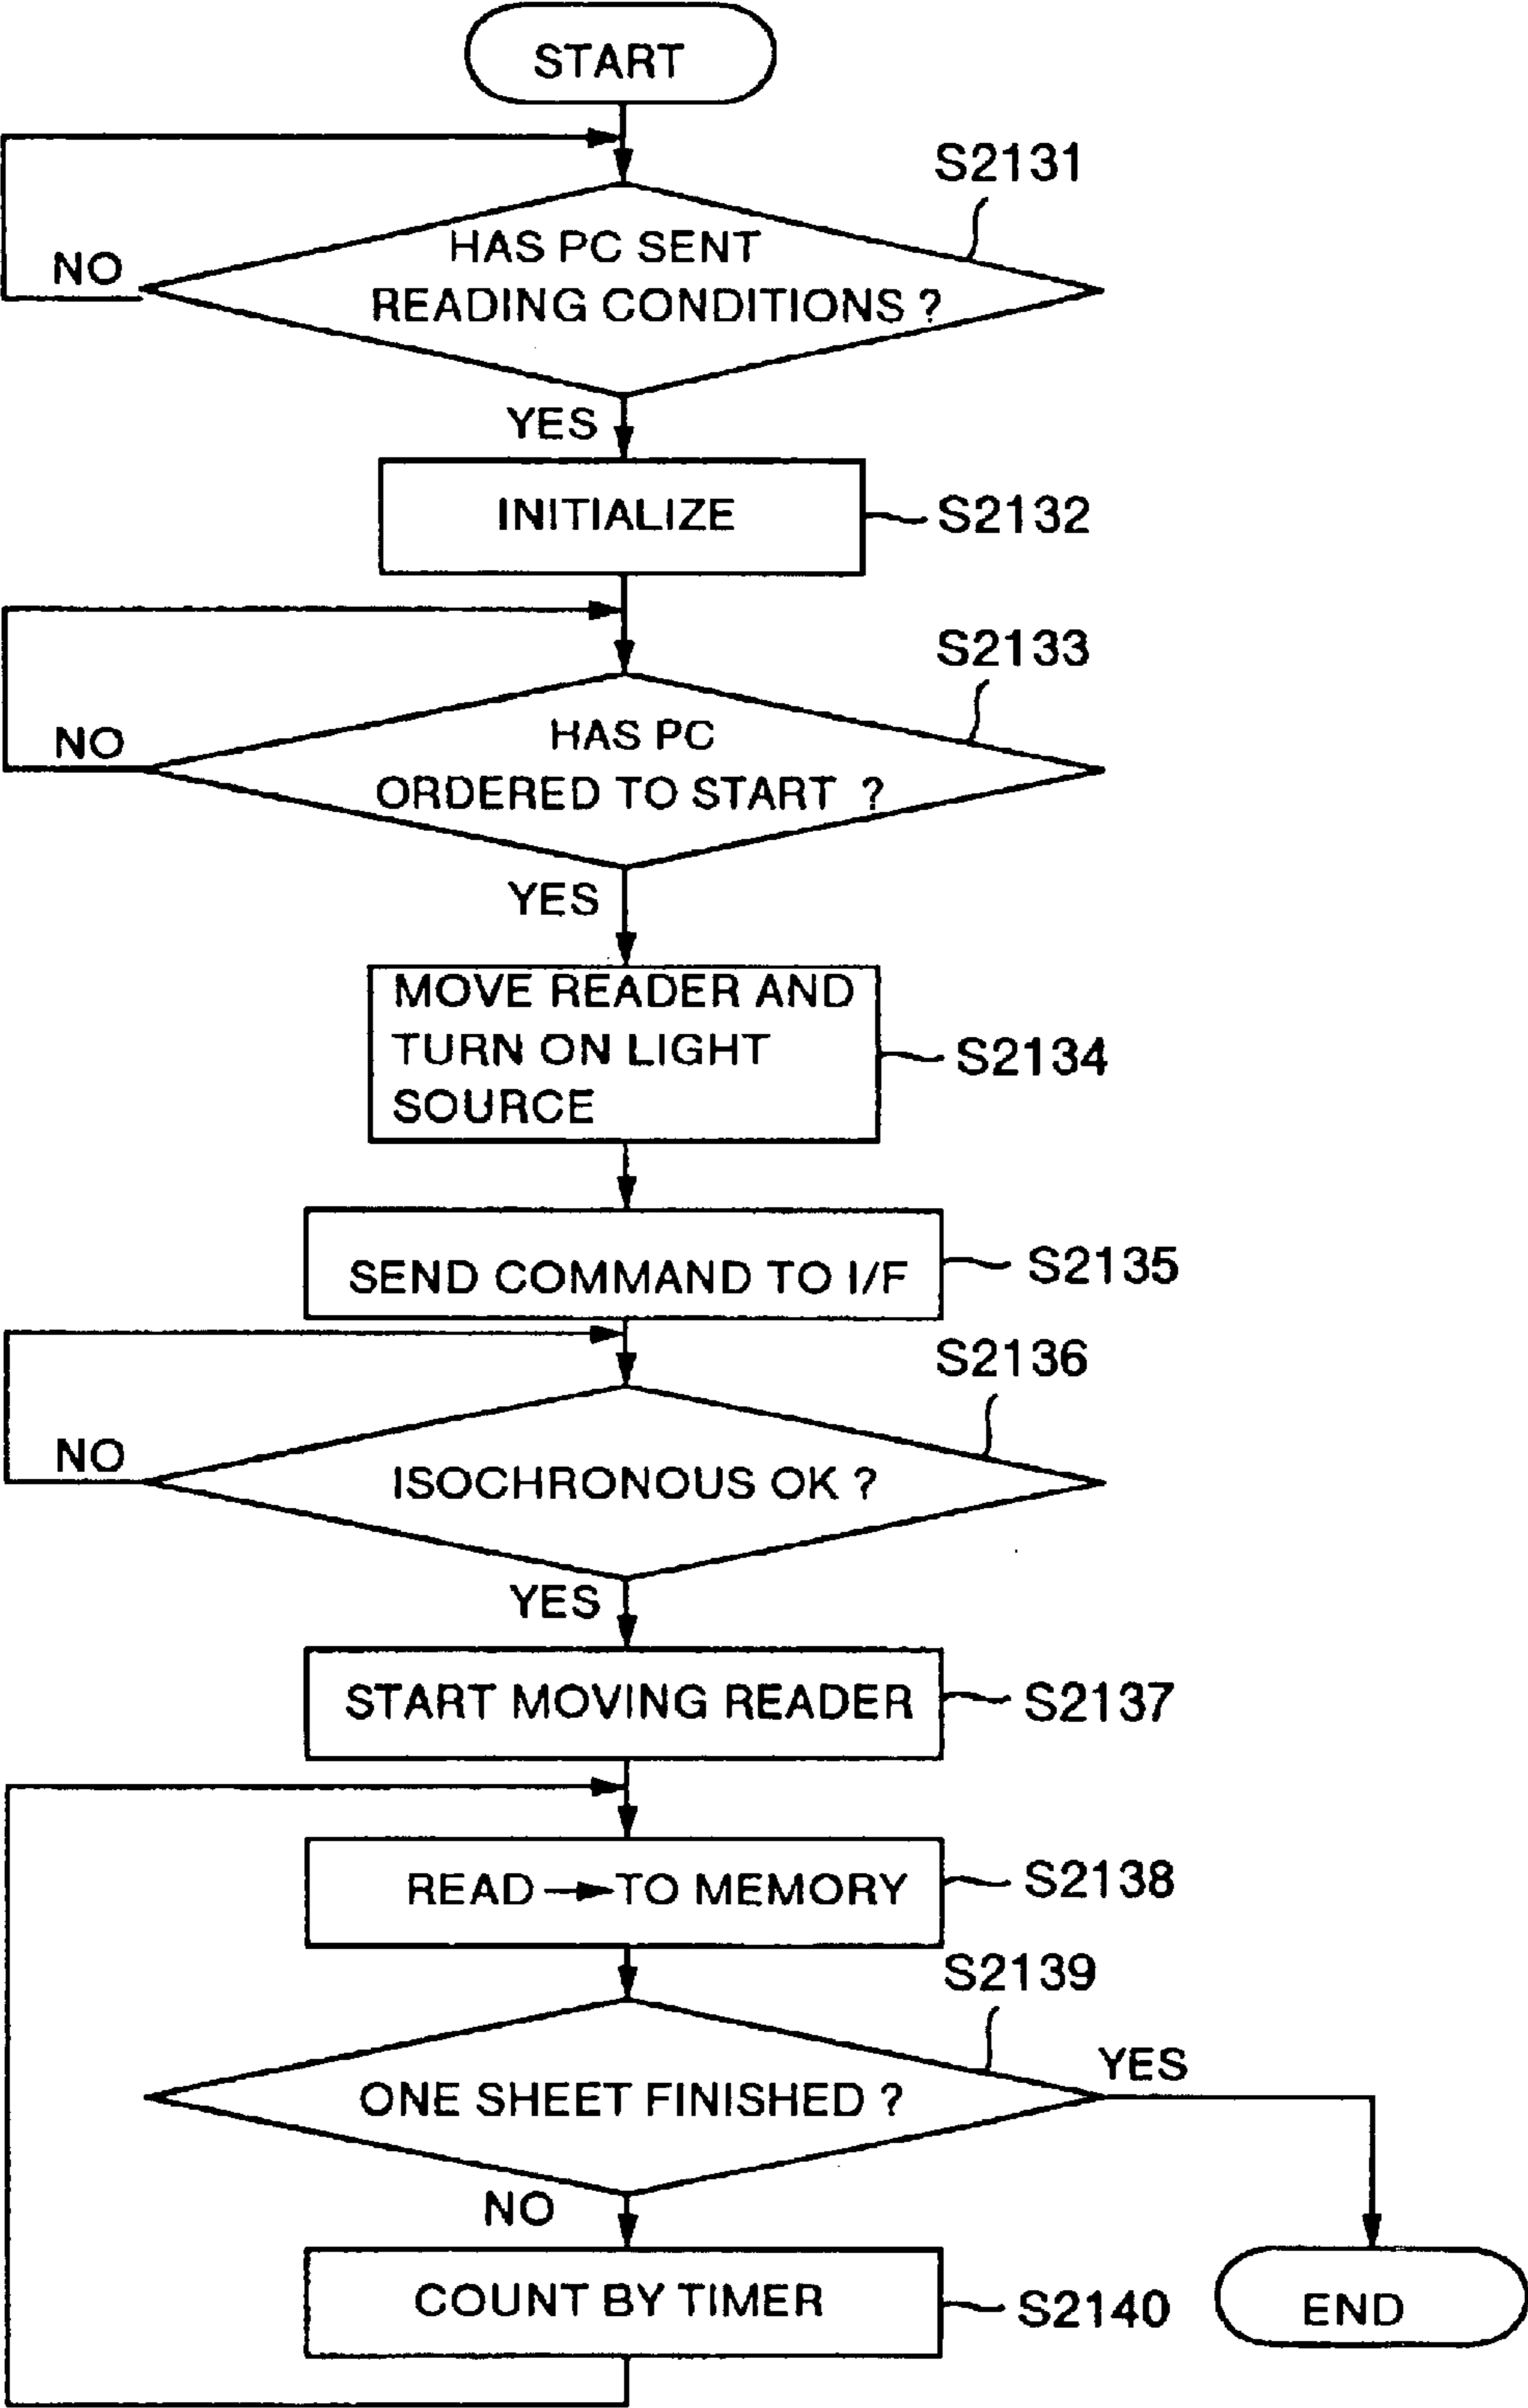 START
S2131
HAS PC SENT
READING CONDITIONS ?
NO
YES
INITIALIZE
S2132
S2133
HAS PC
ORDERED TO START ?
NO
YES
MOVE READER AND
TURN ON LIGHT
SOURCE
S2134
SEND COMMAND TO I/F
S2135
S2136
ISOCHRONOUS OK ?
NO
YES
START MOVING READER
S2137
READ → TO MEMORY
S2138
S2139
ONE SHEET FINISHED ?
YES
NO
COUNT BY TIMER
S2140
END